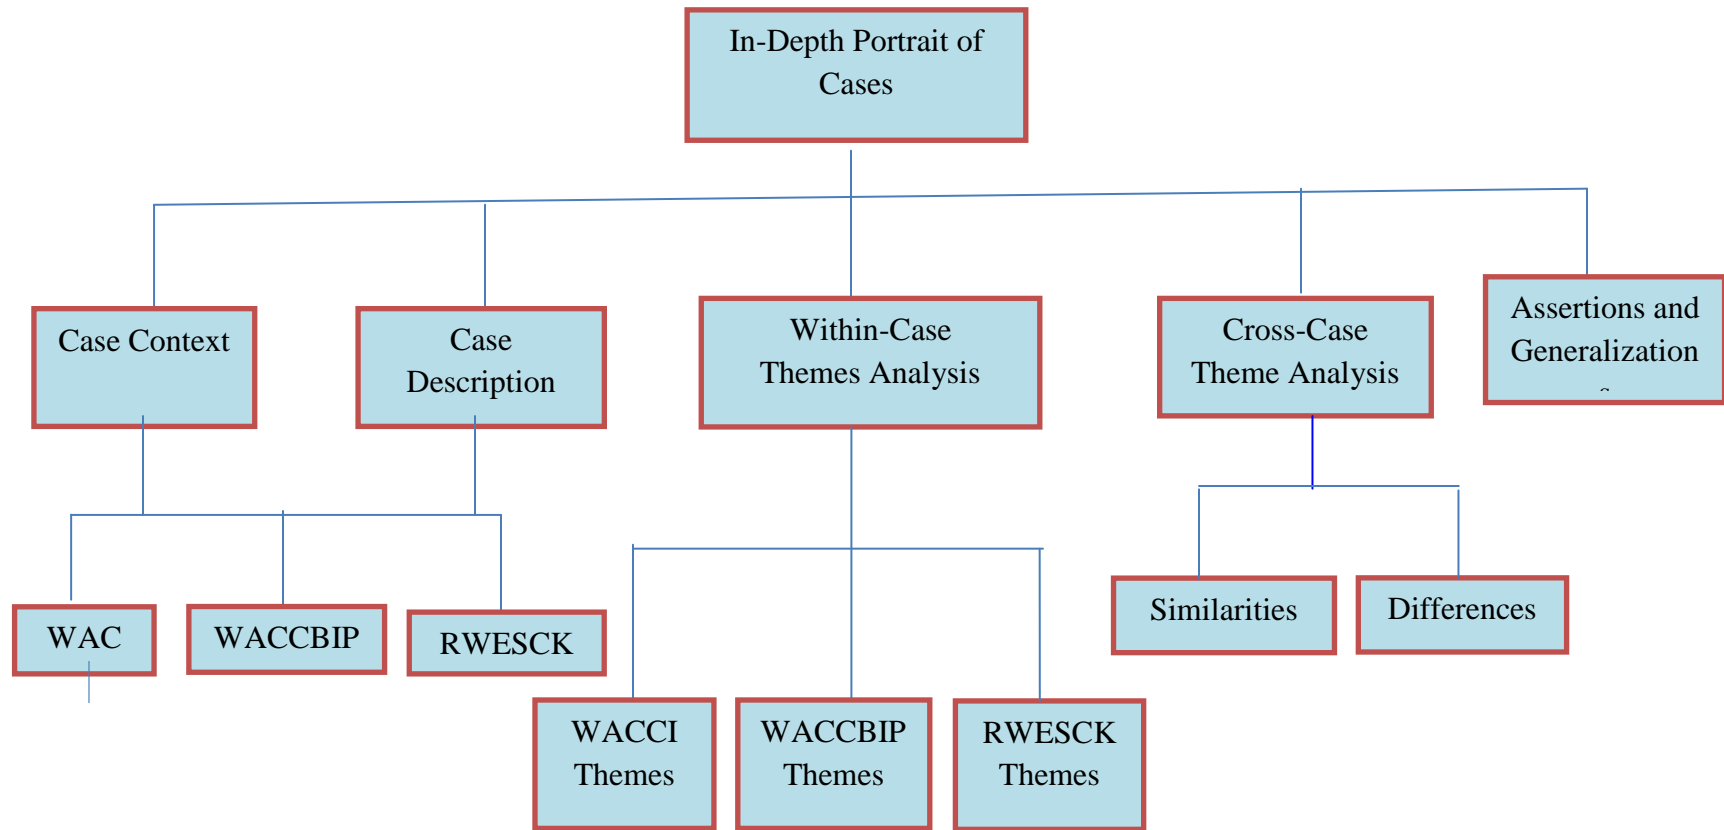 In-Depth Portrait of
Cases
Case Context
Case
Description
Within-Case
Themes Analysis
Cross-Case
Theme Analysis
Assertions and
Generalization
s
WAC
WACCBIP
RWESCK
Similarities
Differences
WACCI
Themes
WACCBIP
Themes
RWESCK
Themes